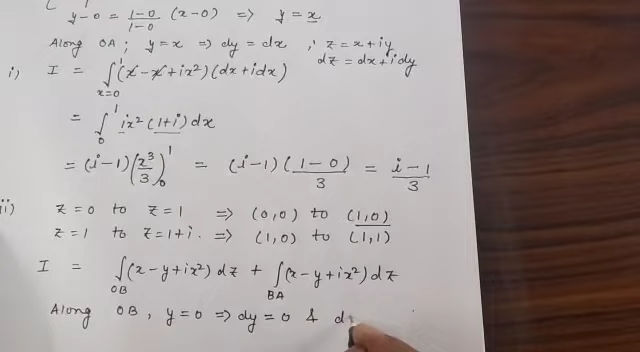 y-0 = 1-0/1-0 (x-0) => y = x
Along OA, y=x => dy = dx , ∵ z = x+iy
dz = dx + i dy
i) I = ∫_{x=0}^{1} (x - x + ix²) (dx + i dx)
= ∫_0^1 ix² (1+i) dx
= (i-1) (x³/3)_0^1 = (i-1) (1-0)/3 = i-1/3
ii) z=0 to z=1 => (0,0) to (1,0)
z=1 to z=1+i. => (1,0) to (1,1)
I = ∫_{OB} (x-y+ix²) dz + ∫_{BA} (x-y+ix²) dz
Along OB, y=0 => dy = 0 & d